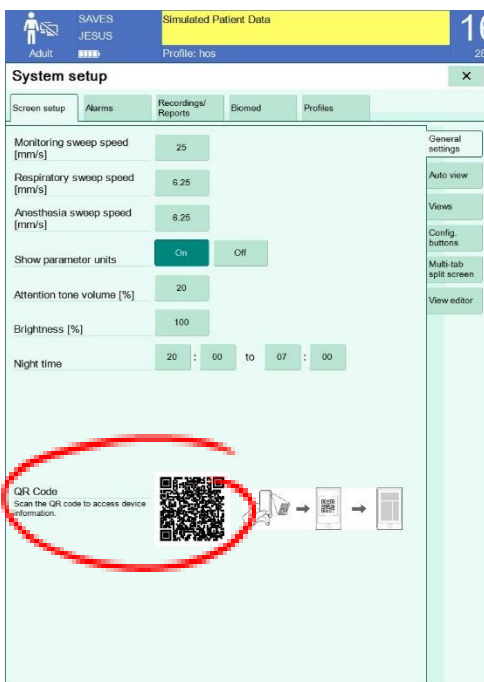 SAVES
JESUS
Adult
Simulated Patient Data
Profile: hos
16
28
System setup
×
Screen setup
Alarms
Recordings/
Reports
Biomed
Profiles
General
settings
Auto view
Views
Config.
buttons
Multi-tab
split screen
View editor
Monitoring sweep speed
[mm/s]
25
Respiratory sweep speed
[mm/s]
6.25
Anesthesia sweep speed
[mm/s]
6.25
Show parameter units
On
Off
Attention tone volume [%]
20
Brightness [%]
100
Night time
20 : 00 to 07 : 00
QR Code
Scan the QR code to access device
information.